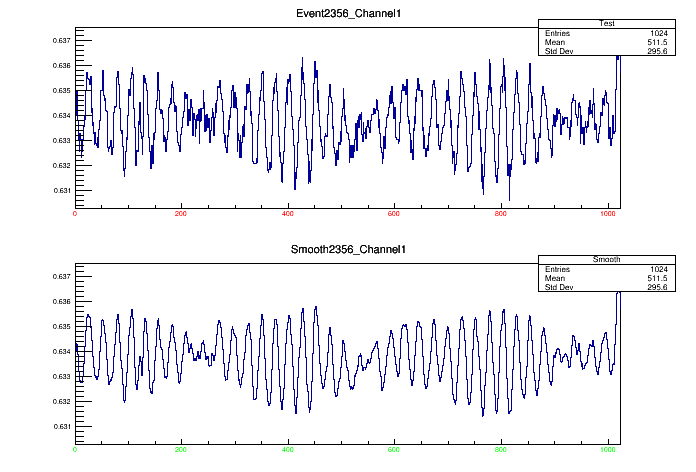 Event2356_Channel1
Test
Entries 1024
Mean 511.5
Std Dev 295.6
0.637
0.636
0.635
0.634
0.633
0.632
0.631
0 200 400 600 800 1000
Smooth2356_Channel1
Smooth
Entries 1024
Mean 511.5
Std Dev 295.6
0.637
0.636
0.635
0.634
0.633
0.632
0.631
0 200 400 600 800 1000